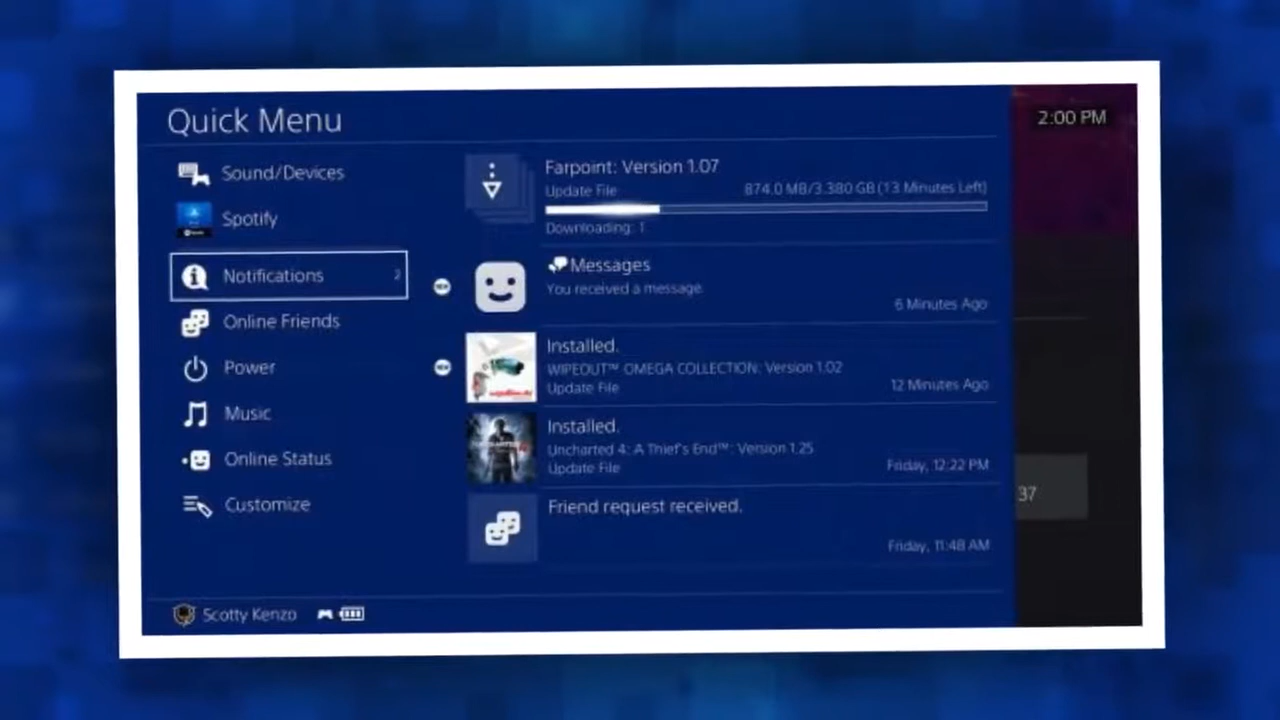 Quick Menu
2:00 PM
Sound/Devices
Spotify
Notifications 2
Online Friends
Power
Music
Online Status
Customize
Farpoint: Version 1.07
Update File 874.0 MB/3.380 GB (13 Minutes Left)
Downloading: 1
Messages
You received a message.
6 Minutes Ago
Installed.
WIPEOUT™ OMEGA COLLECTION: Version 1.02
Update File 12 Minutes Ago
Installed.
Uncharted 4: A Thief's End™: Version 1.25
Update File Friday, 12:22 PM
Friend request received.
Friday, 11:48 AM
37
Scotty Kenzo